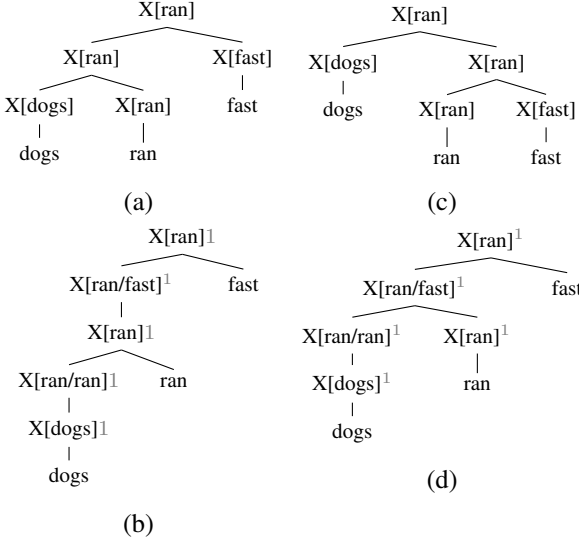 X[ran]
X[ran] X[fast]
X[dogs] X[ran] fast
dogs ran
(a)
X[ran]
X[dogs] X[ran]
dogs X[ran] X[fast]
ran fast
(c)
X[ran]1
X[ran/fast]1 fast
X[ran]1
X[ran/ran]1 ran
X[dogs]1
dogs
(b)
X[ran]1
X[ran/fast]1 fast
X[ran/ran]1 X[ran]1
X[dogs]1 ran
dogs
(d)